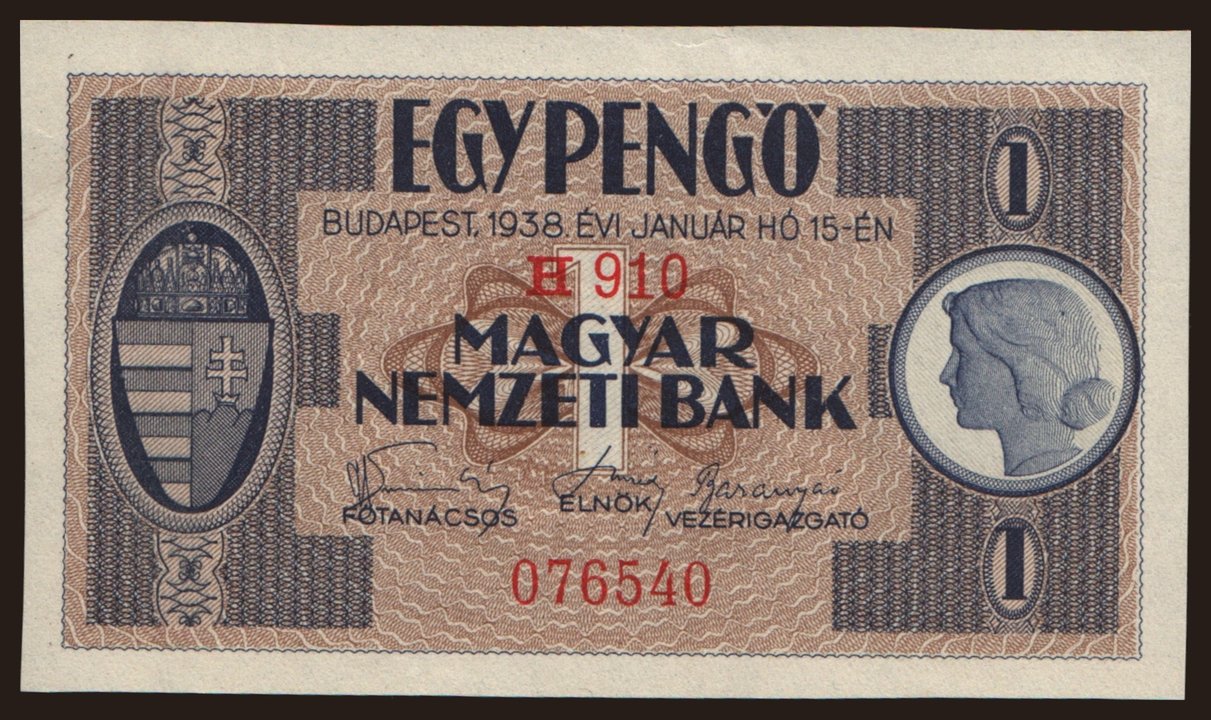 EGY PENGŐ
1
BUDAPEST, 1938. ÉVI JANUÁR HÓ 15-ÉN
H 910
1
MAGYAR
NEMZETI BANK
FŐTANÁCSOS ELNÖK VEZÉRIGAZGATÓ
1
076540